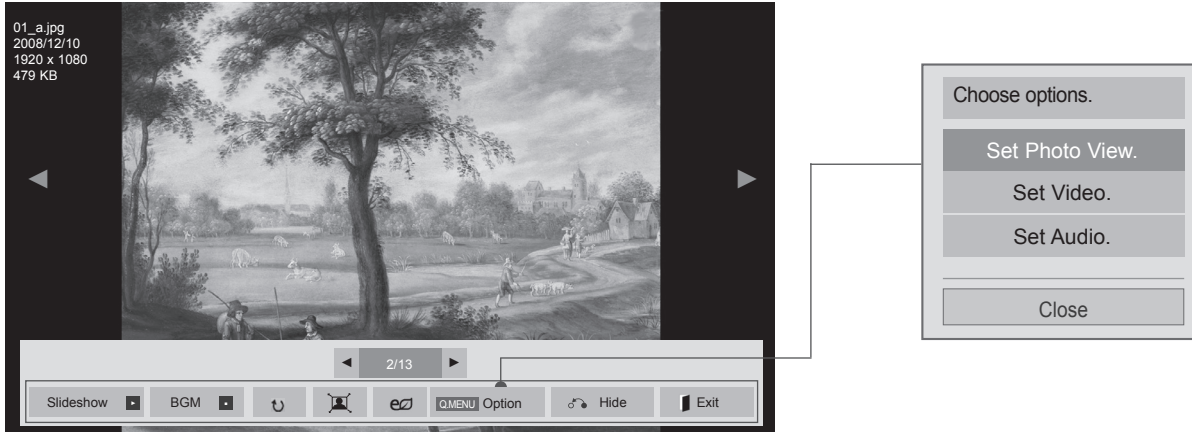 01_a.jpg
2008/12/10
1920 x 1080
479 KB
2/13
Slideshow
BGM
Q.MENU Option
Hide
Exit
Choose options.
Set Photo View.
Set Video.
Set Audio.
Close